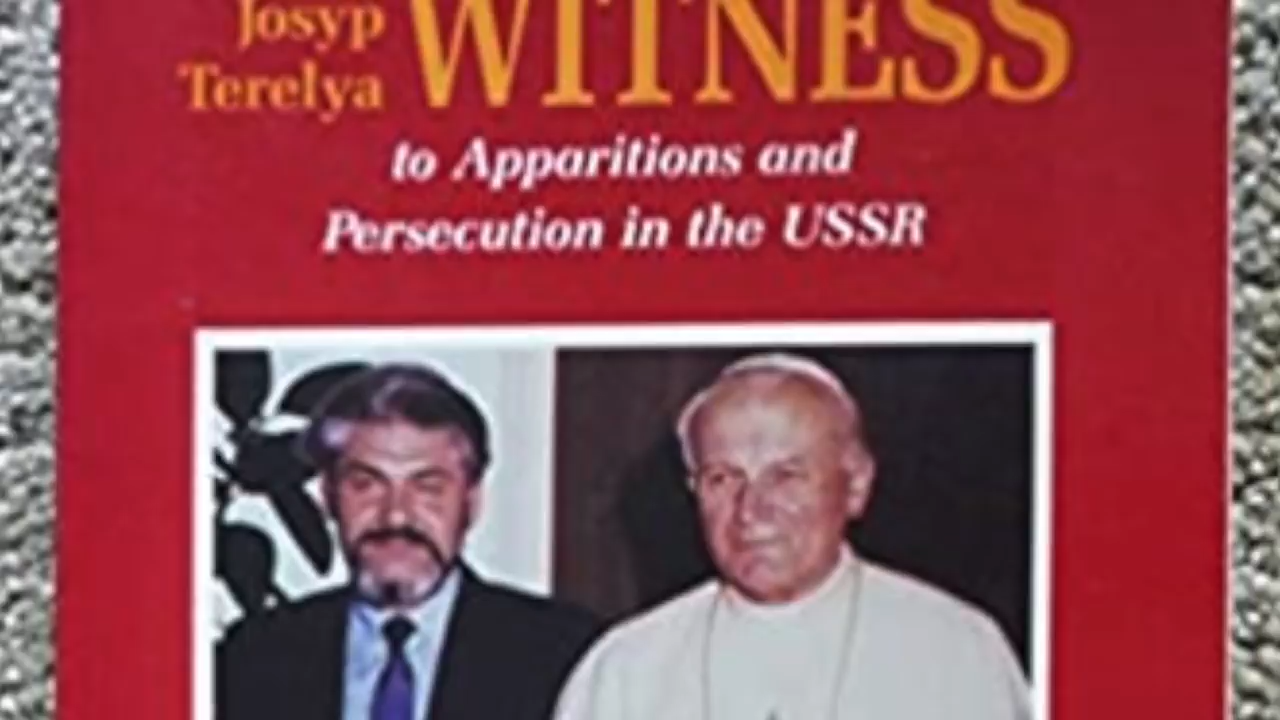 Josyp
Terelya
WITNESS
to Apparitions and
Persecution in the USSR